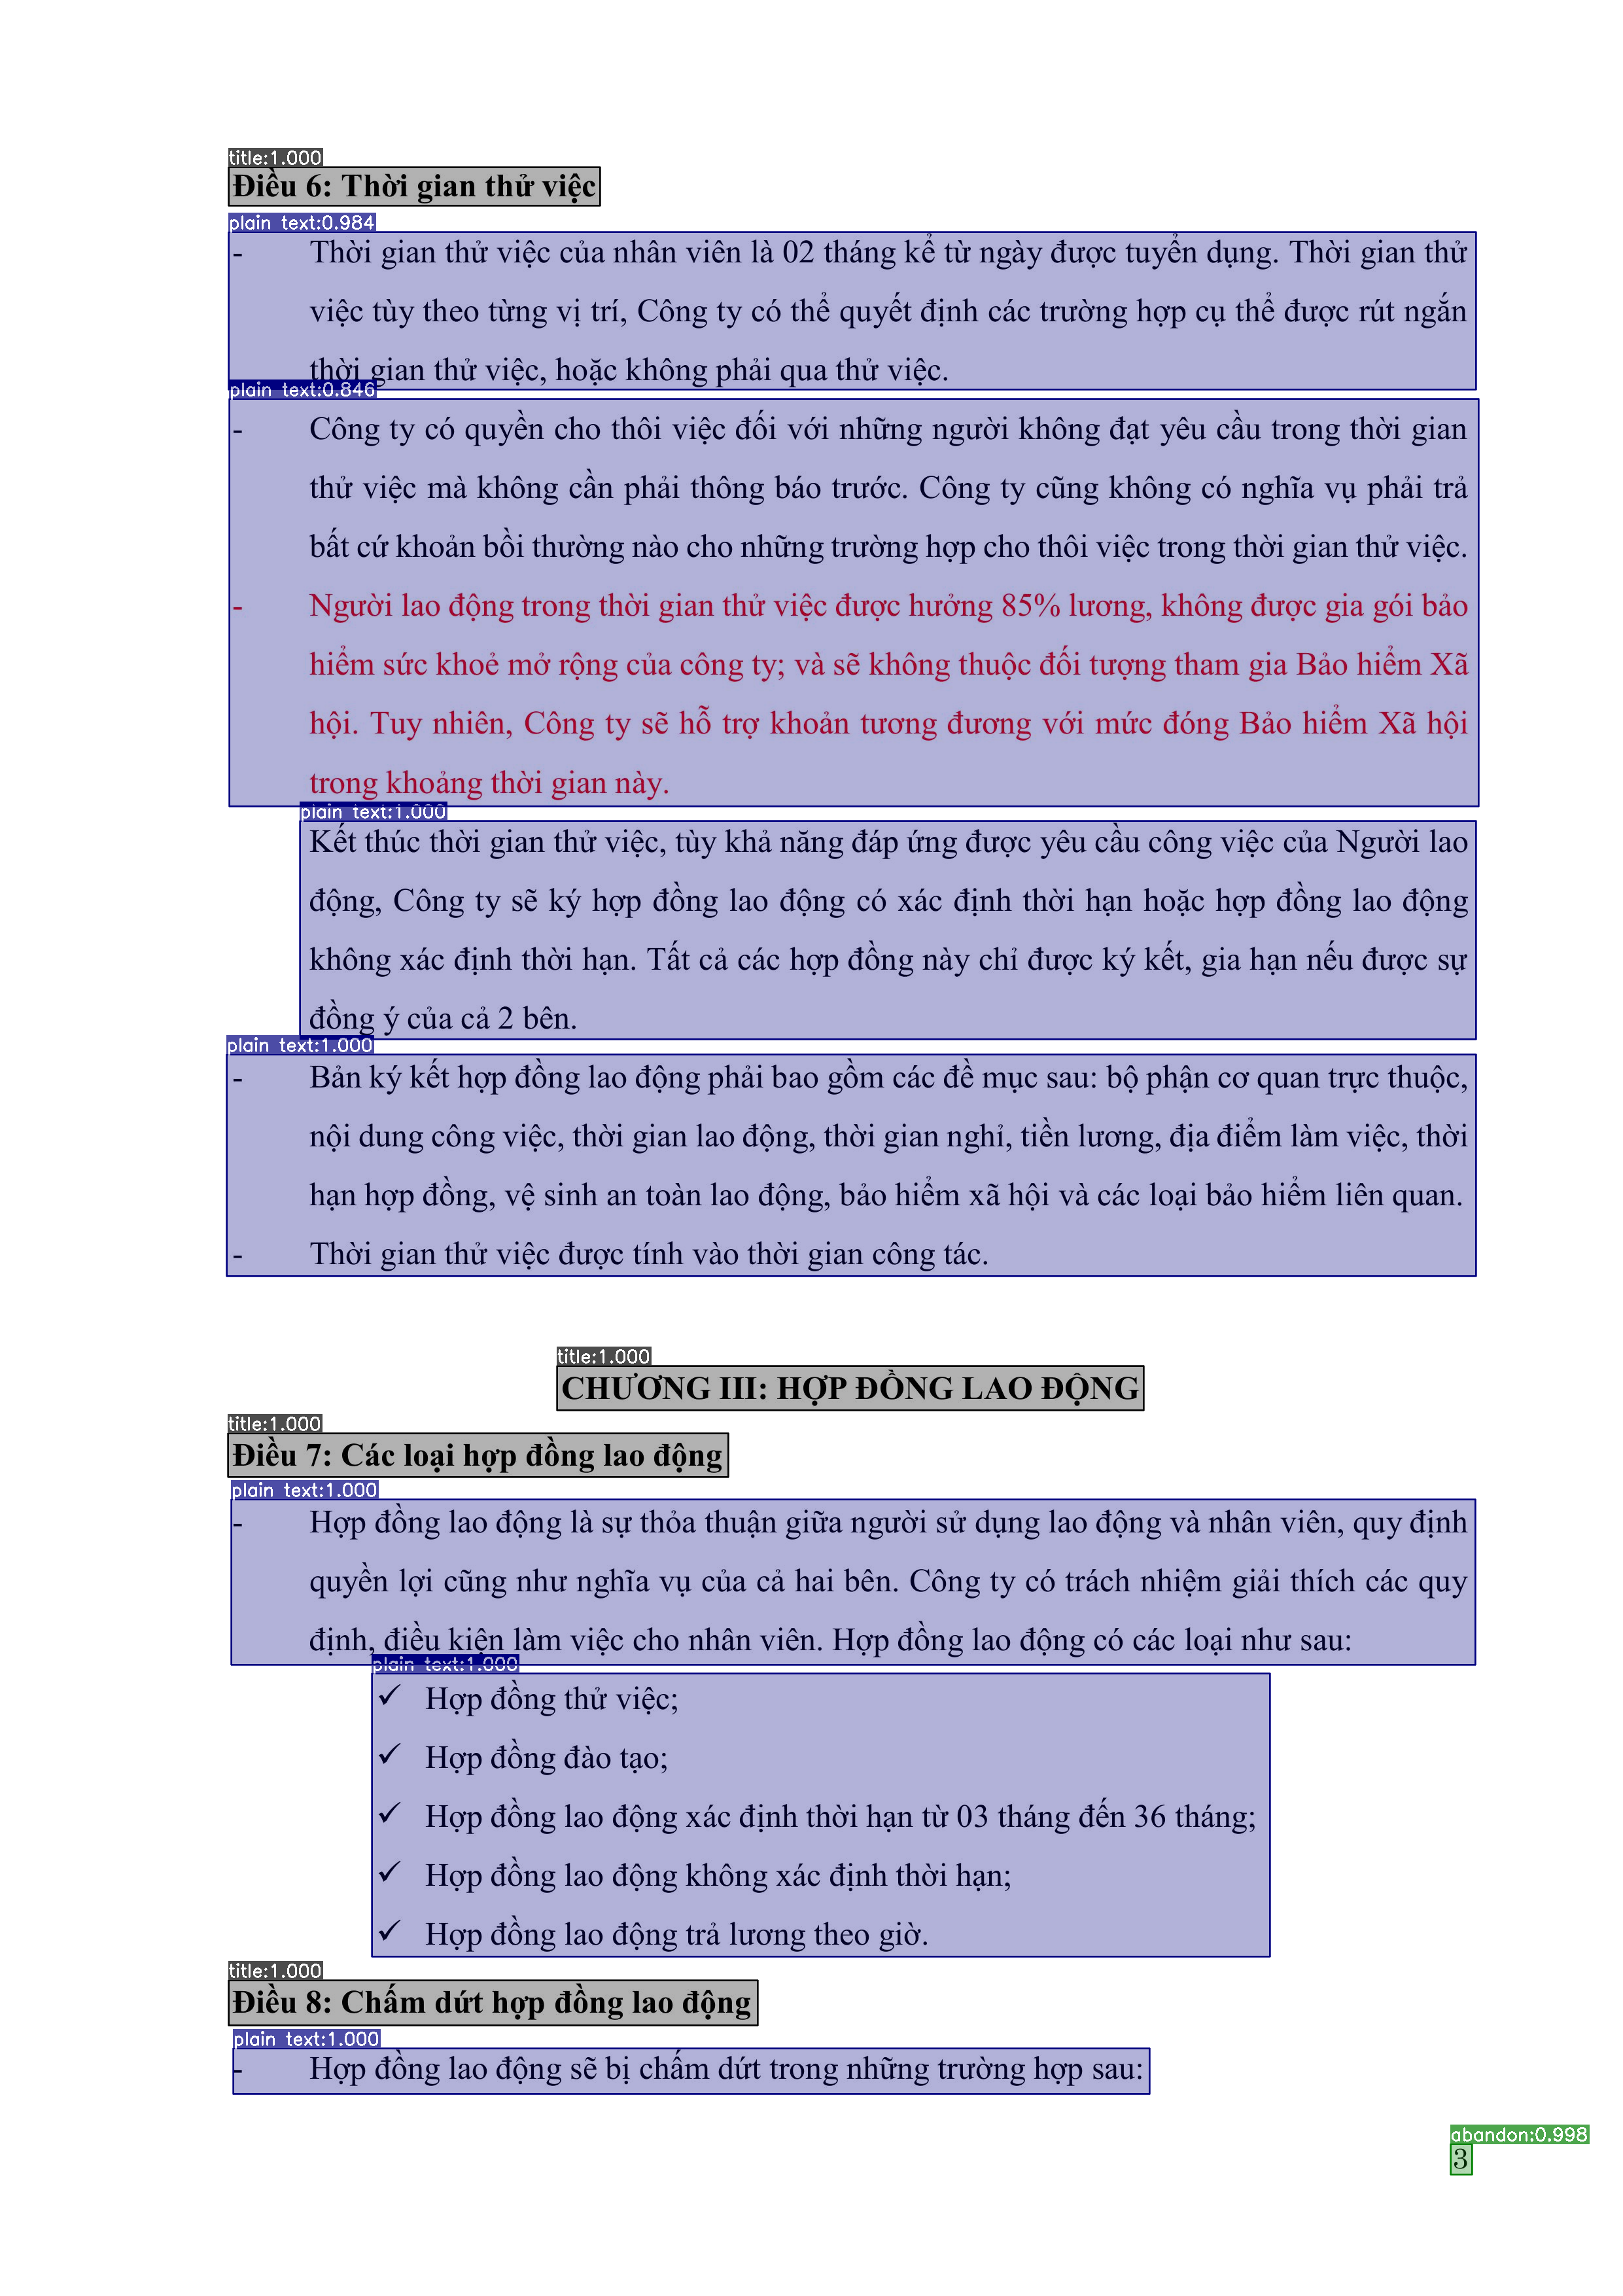 title:1.000
Điều 6: Thời gian thử việc
plain text:0.984
- Thời gian thử việc của nhân viên là 02 tháng kể từ ngày được tuyển dụng. Thời gian thử
việc tùy theo từng vị trí, Công ty có thể quyết định các trường hợp cụ thể được rút ngắn
thời gian thử việc, hoặc không phải qua thử việc.
plain text:0.846
- Công ty có quyền cho thôi việc đối với những người không đạt yêu cầu trong thời gian
thử việc mà không cần phải thông báo trước. Công ty cũng không có nghĩa vụ phải trả
bất cứ khoản bồi thường nào cho những trường hợp cho thôi việc trong thời gian thử việc.
- Người lao động trong thời gian thử việc được hưởng 85% lương, không được gia gói bảo
hiểm sức khoẻ mở rộng của công ty; và sẽ không thuộc đối tượng tham gia Bảo hiểm Xã
hội. Tuy nhiên, Công ty sẽ hỗ trợ khoản tương đương với mức đóng Bảo hiểm Xã hội
trong khoảng thời gian này.
plain text:1.000
Kết thúc thời gian thử việc, tùy khả năng đáp ứng được yêu cầu công việc của Người lao
động, Công ty sẽ ký hợp đồng lao động có xác định thời hạn hoặc hợp đồng lao động
không xác định thời hạn. Tất cả các hợp đồng này chỉ được ký kết, gia hạn nếu được sự
đồng ý của cả 2 bên.
plain text:1.000
- Bản ký kết hợp đồng lao động phải bao gồm các đề mục sau: bộ phận cơ quan trực thuộc,
nội dung công việc, thời gian lao động, thời gian nghỉ, tiền lương, địa điểm làm việc, thời
hạn hợp đồng, vệ sinh an toàn lao động, bảo hiểm xã hội và các loại bảo hiểm liên quan.
- Thời gian thử việc được tính vào thời gian công tác.
title:1.000
CHƯƠNG III: HỢP ĐỒNG LAO ĐỘNG
title:1.000
Điều 7: Các loại hợp đồng lao động
plain text:1.000
- Hợp đồng lao động là sự thỏa thuận giữa người sử dụng lao động và nhân viên, quy định
quyền lợi cũng như nghĩa vụ của cả hai bên. Công ty có trách nhiệm giải thích các quy
định, điều kiện làm việc cho nhân viên. Hợp đồng lao động có các loại như sau:
plain text:1.000
✓ Hợp đồng thử việc;
✓ Hợp đồng đào tạo;
✓ Hợp đồng lao động xác định thời hạn từ 03 tháng đến 36 tháng;
✓ Hợp đồng lao động không xác định thời hạn;
✓ Hợp đồng lao động trả lương theo giờ.
title:1.000
Điều 8: Chấm dứt hợp đồng lao động
plain text:1.000
- Hợp đồng lao động sẽ bị chấm dứt trong những trường hợp sau:
abandon:0.998
3